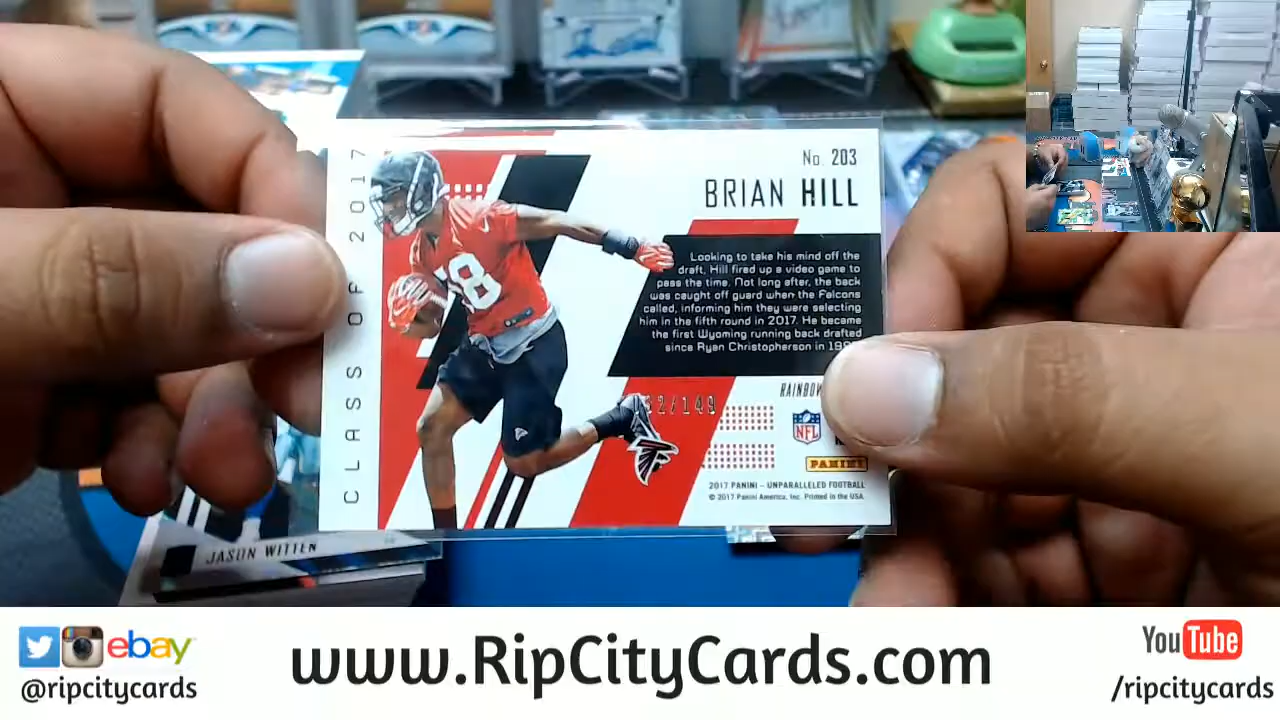 CLASS OF 2017
No. 203
BRIAN HILL
Looking to take his mind off the
draft, Hill fired up a video game to
pass the time. Not long after, the back
was caught off guard when the Falcons
called, informing him they were selecting
him in the fifth round in 2017. He became
the first Wyoming running back drafted
since Ryan Christopherson in
/149
RAINBOW
NFL
PANINI
2017 PANINI – UNPARALLELED FOOTBALL
© 2017 Panini America, Inc. Printed in the USA
JASON WITTEN
ebay
@ripcitycards
www.RipCityCards.com
YouTube
/ripcitycards